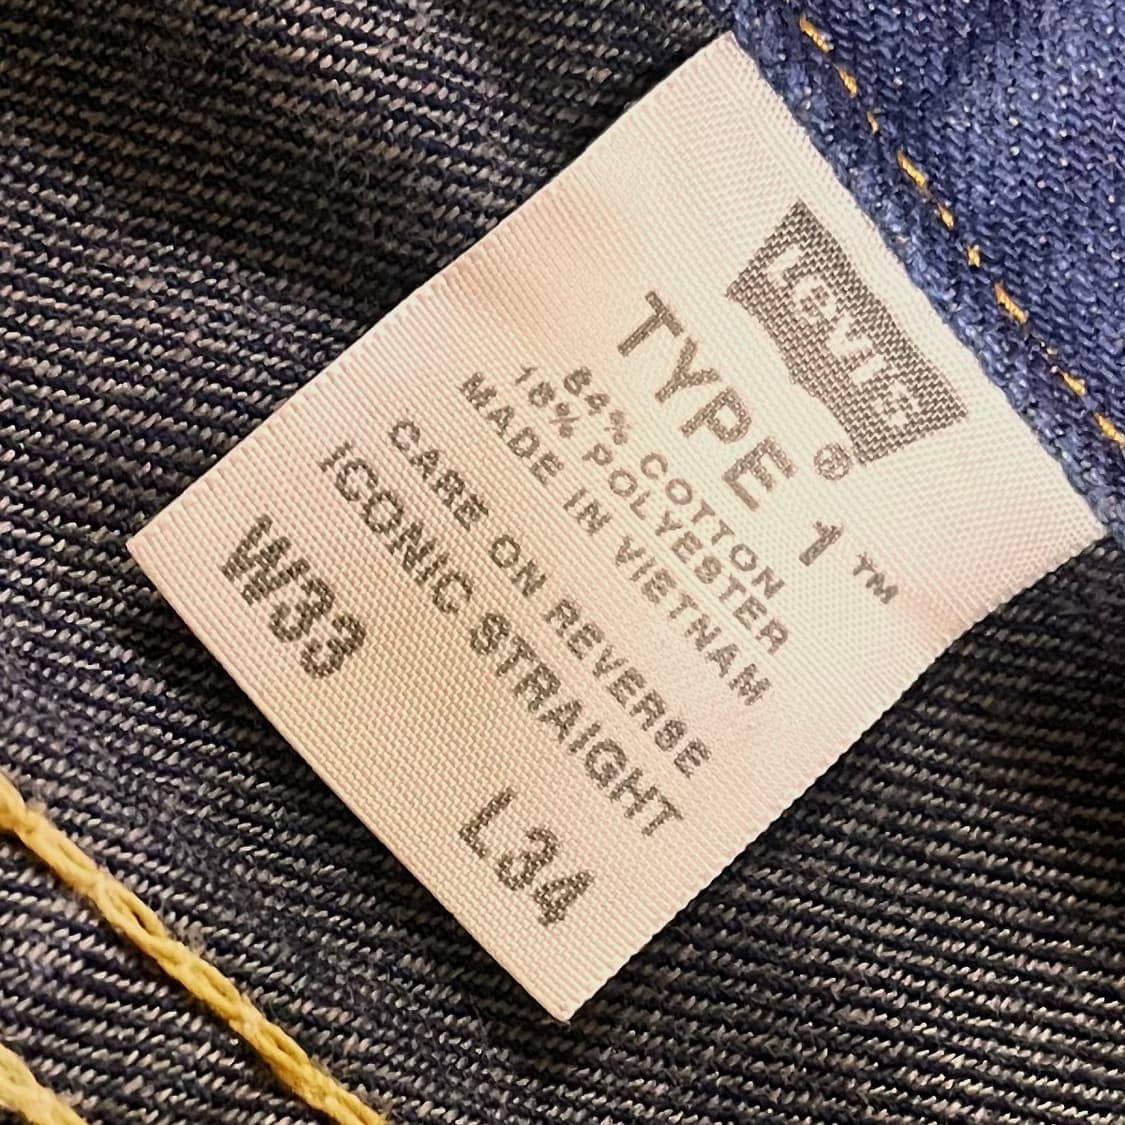 Levi's®
TYPE 1™
84% COTTON
16% POLYESTER
MADE IN VIETNAM
CARE ON REVERSE
ICONIC STRAIGHT
W33 L34